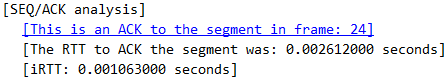 [SEQ/ACK analysis]
[This is an ACK to the segment in frame: 24]
[The RTT to ACK the segment was: 0.002612000 seconds]
[iRTT: 0.001063000 seconds]